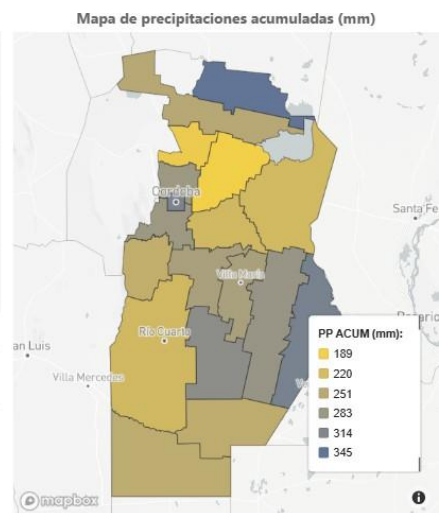 Mapa de precipitaciones acumuladas (mm)
Córdoba
Santa Fe
Villa María
Río Cuarto
an Luis
Villa Mercedes
PP ACUM (mm):
189
220
251
283
314
345
mapbox